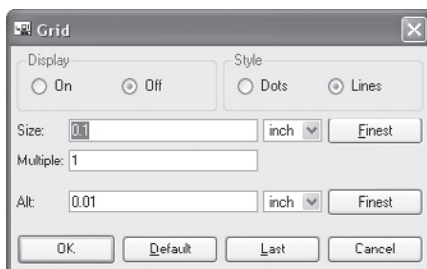 Grid
Display Style
On Off Dots Lines
Size: 0.1 inch Finest
Multiple: 1
Alt: 0.01 inch Finest
OK Default Last Cancel